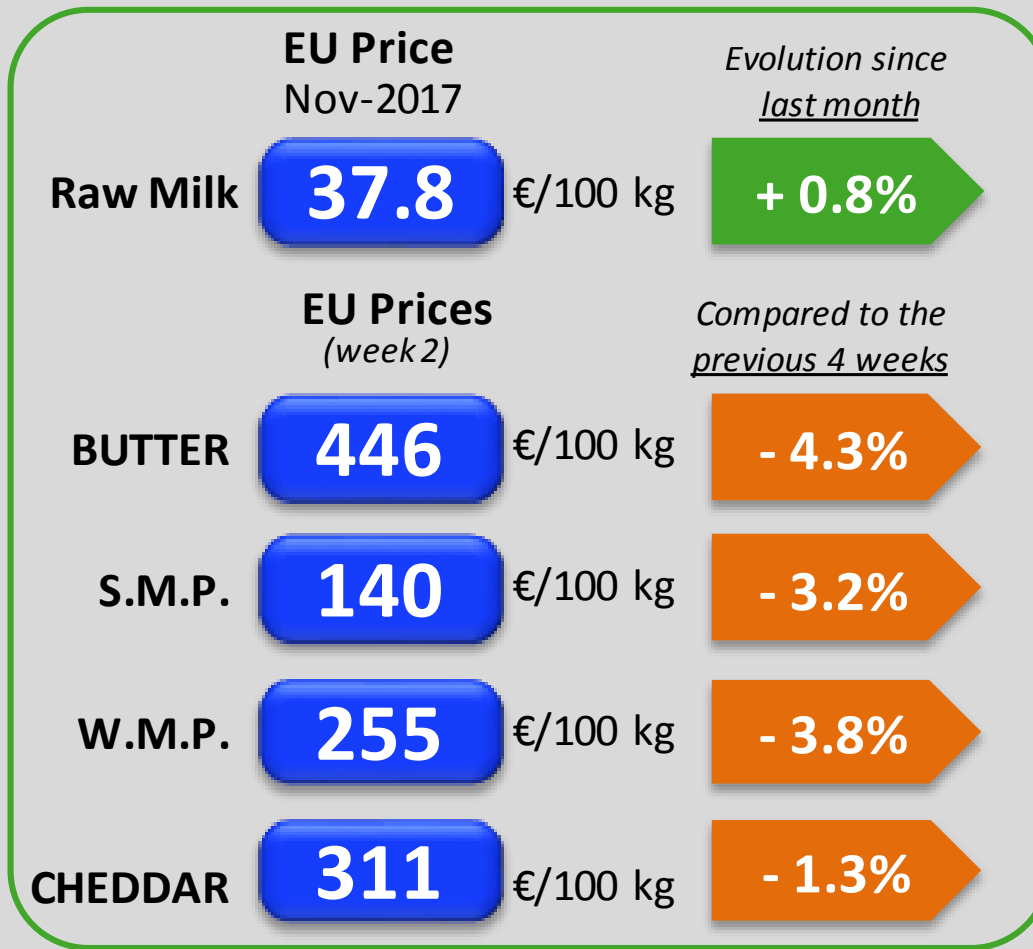 EU Price
Nov-2017
Evolution since
last month
Raw Milk 37.8 €/100 kg + 0.8%
EU Prices
(week 2)
Compared to the
previous 4 weeks
BUTTER 446 €/100 kg - 4.3%
S.M.P. 140 €/100 kg - 3.2%
W.M.P. 255 €/100 kg - 3.8%
CHEDDAR 311 €/100 kg - 1.3%